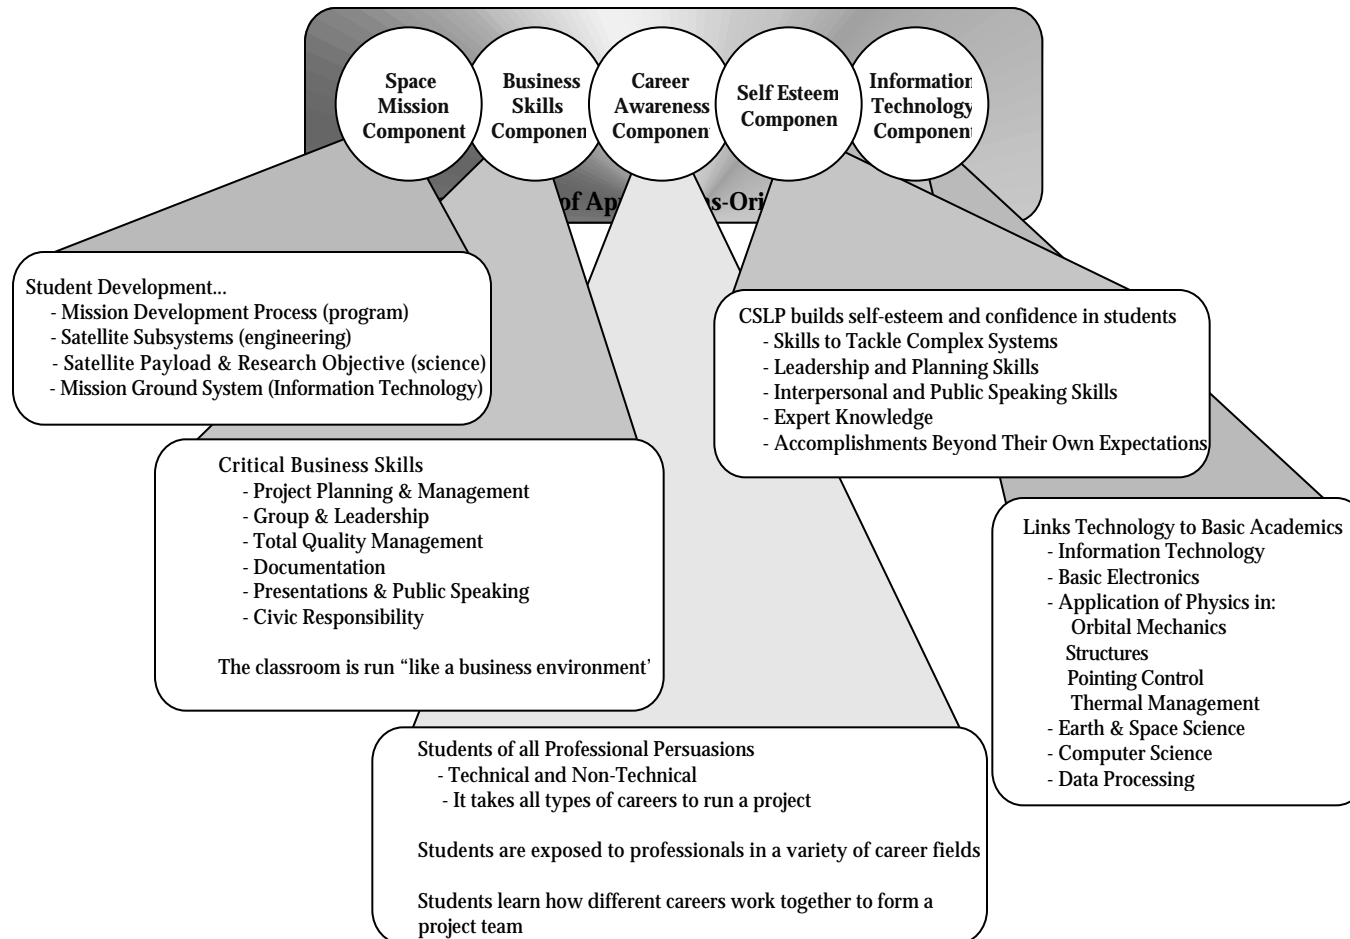 Space
Mission
Component
Business
Skills
Componen
Career
Awareness
Componen
Self Esteem
Componen
Information
Technology
Componen
of Ap
s-Ori
Student Development...
- Mission Development Process (program)
- Satellite Subsystems (engineering)
- Satellite Payload & Research Objective (science)
- Mission Ground System (Information Technology)
CSLP builds self-esteem and confidence in students
- Skills to Tackle Complex Systems
- Leadership and Planning Skills
- Interpersonal and Public Speaking Skills
- Expert Knowledge
- Accomplishments Beyond Their Own Expectations
Critical Business Skills
- Project Planning & Management
- Group & Leadership
- Total Quality Management
- Documentation
- Presentations & Public Speaking
- Civic Responsibility
The classroom is run “like a business environment’
Links Technology to Basic Academics
- Information Technology
- Basic Electronics
- Application of Physics in:
Orbital Mechanics
Structures
Pointing Control
Thermal Management
- Earth & Space Science
- Computer Science
- Data Processing
Students of all Professional Persuasions
- Technical and Non-Technical
- It takes all types of careers to run a project
Students are exposed to professionals in a variety of career fields
Students learn how different careers work together to form a
project team